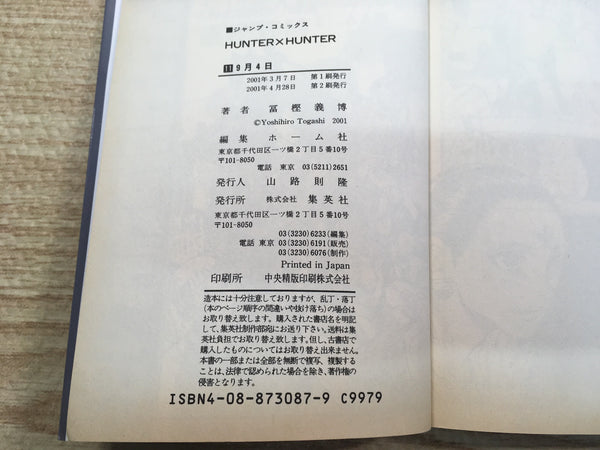 ■ジャンプ・コミックス
HUNTER×HUNTER
11 9月4日
2001年3月7日 第1刷発行
2001年4月28日 第2刷発行
著者 冨樫義博
©Yoshihiro Togashi 2001
編集 ホーム社
東京都千代田区一ツ橋2丁目5番10号
〒101-8050
電話 東京 03(5211)2651
発行人 山路則隆
発行所 株式会社 集英社
東京都千代田区一ツ橋2丁目5番10号
〒101-8050
03(3230)6233(編集)
電話 東京 03(3230)6191(販売)
03(3230)6076(制作)
Printed in Japan
印刷所 中央精版印刷株式会社
造本には十分注意しておりますが、乱丁・落丁
(本のページ順序の間違いや抜け落ち)の場合は
お取り替え致します。購入された書店名を明記
して、集英社制作部宛にお送り下さい。送料は集
英社負担でお取り替え致します。但し、古書店で
購入したものについてはお取り替え出来ません。
本書の一部または全部を無断で複写、複製する
ことは、法律で認められた場合を除き、著作権の
侵害となります。
ISBN4-08-873087-9 C9979